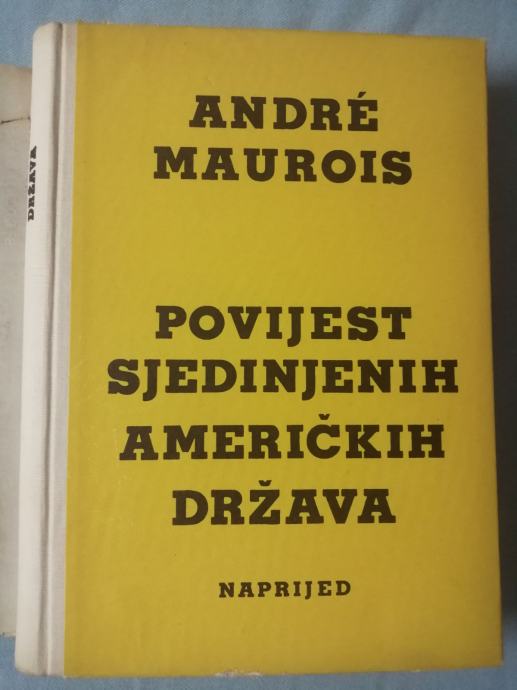 ANDRÉ
MAUROIS
POVIJEST
SJEDINJENIH
AMERIČKIH
DRŽAVA
NAPRIJED
DRŽAVA